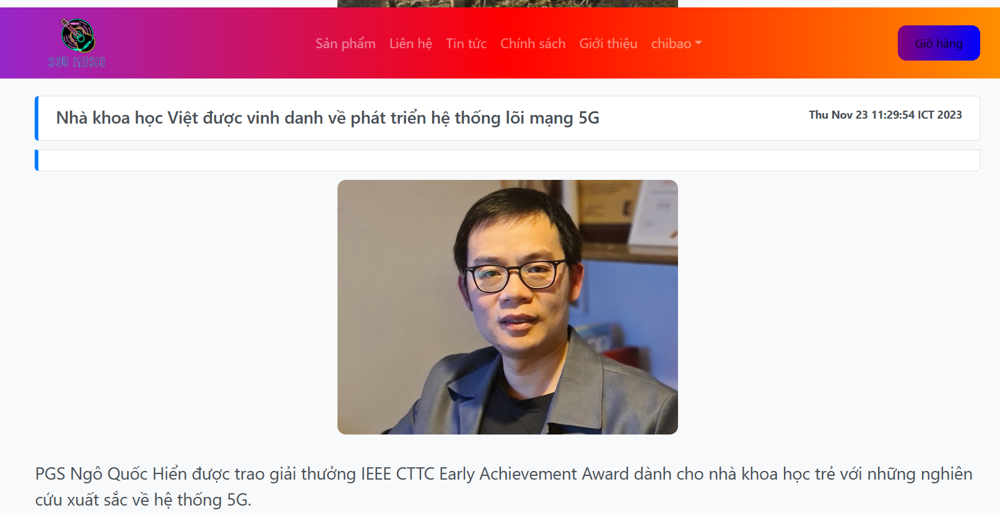 SGU MUSIC
Sản phẩm Liên hệ Tin tức Chính sách Giới thiệu chibao
Giỏ hàng
Nhà khoa học Việt được vinh danh về phát triển hệ thống lõi mạng 5G
Thu Nov 23 11:29:54 ICT 2023
PGS Ngô Quốc Hiển được trao giải thưởng IEEE CTTC Early Achievement Award dành cho nhà khoa học trẻ với những nghiên
cứu xuất sắc về hệ thống 5G.